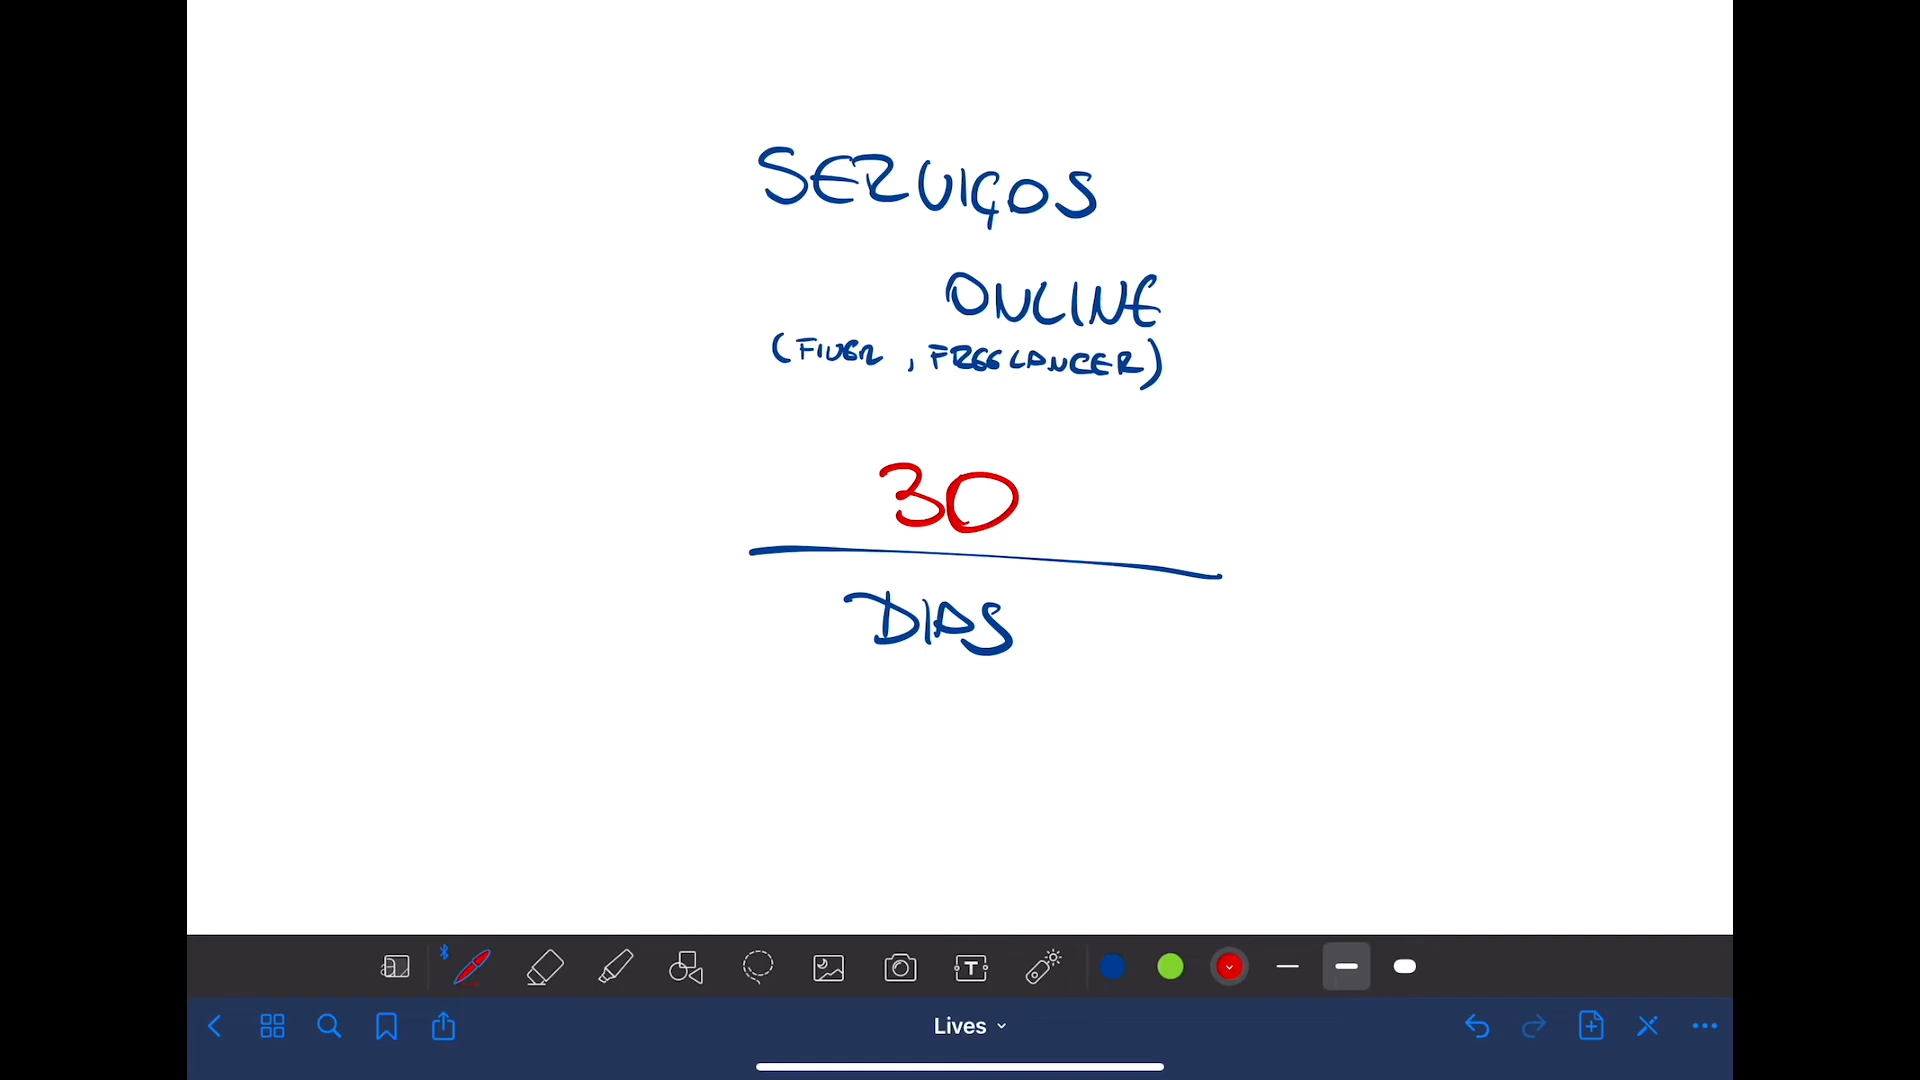 SERVIÇOS
ONLINE
(FIVER, FREELANCER)
30
DIAS
Lives